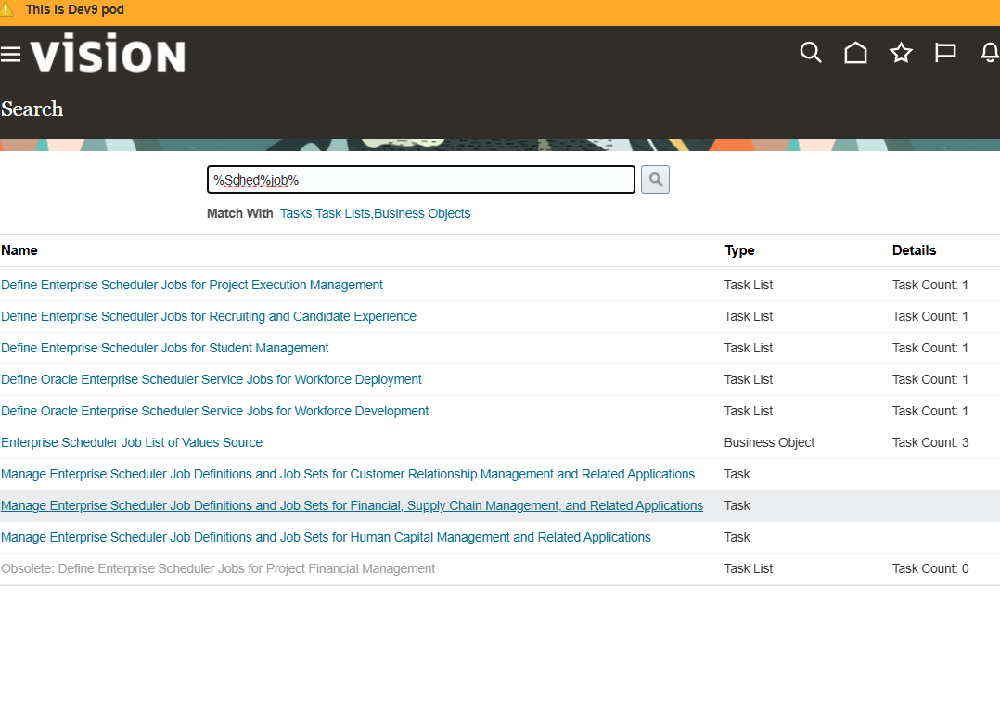 This is Dev9 pod
VISION
Search
%Sched%job%
Match With Tasks,Task Lists,Business Objects
Name Type Details
Define Enterprise Scheduler Jobs for Project Execution Management Task List Task Count: 1
Define Enterprise Scheduler Jobs for Recruiting and Candidate Experience Task List Task Count: 1
Define Enterprise Scheduler Jobs for Student Management Task List Task Count: 1
Define Oracle Enterprise Scheduler Service Jobs for Workforce Deployment Task List Task Count: 1
Define Oracle Enterprise Scheduler Service Jobs for Workforce Development Task List Task Count: 1
Enterprise Scheduler Job List of Values Source Business Object Task Count: 3
Manage Enterprise Scheduler Job Definitions and Job Sets for Customer Relationship Management and Related Applications Task
Manage Enterprise Scheduler Job Definitions and Job Sets for Financial, Supply Chain Management, and Related Applications Task
Manage Enterprise Scheduler Job Definitions and Job Sets for Human Capital Management and Related Applications Task
Obsolete: Define Enterprise Scheduler Jobs for Project Financial Management Task List Task Count: 0